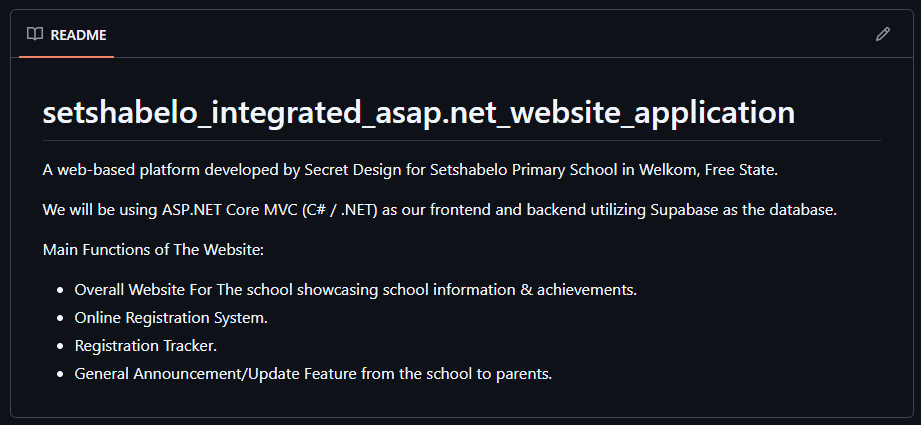 README
setshabelo_integrated_asap.net_website_application
A web-based platform developed by Secret Design for Setshabelo Primary School in Welkom, Free State.
We will be using ASP.NET Core MVC (C# / .NET) as our frontend and backend utilizing Supabase as the database.
Main Functions of The Website:
• Overall Website For The school showcasing school information & achievements.
• Online Registration System.
• Registration Tracker.
• General Announcement/Update Feature from the school to parents.